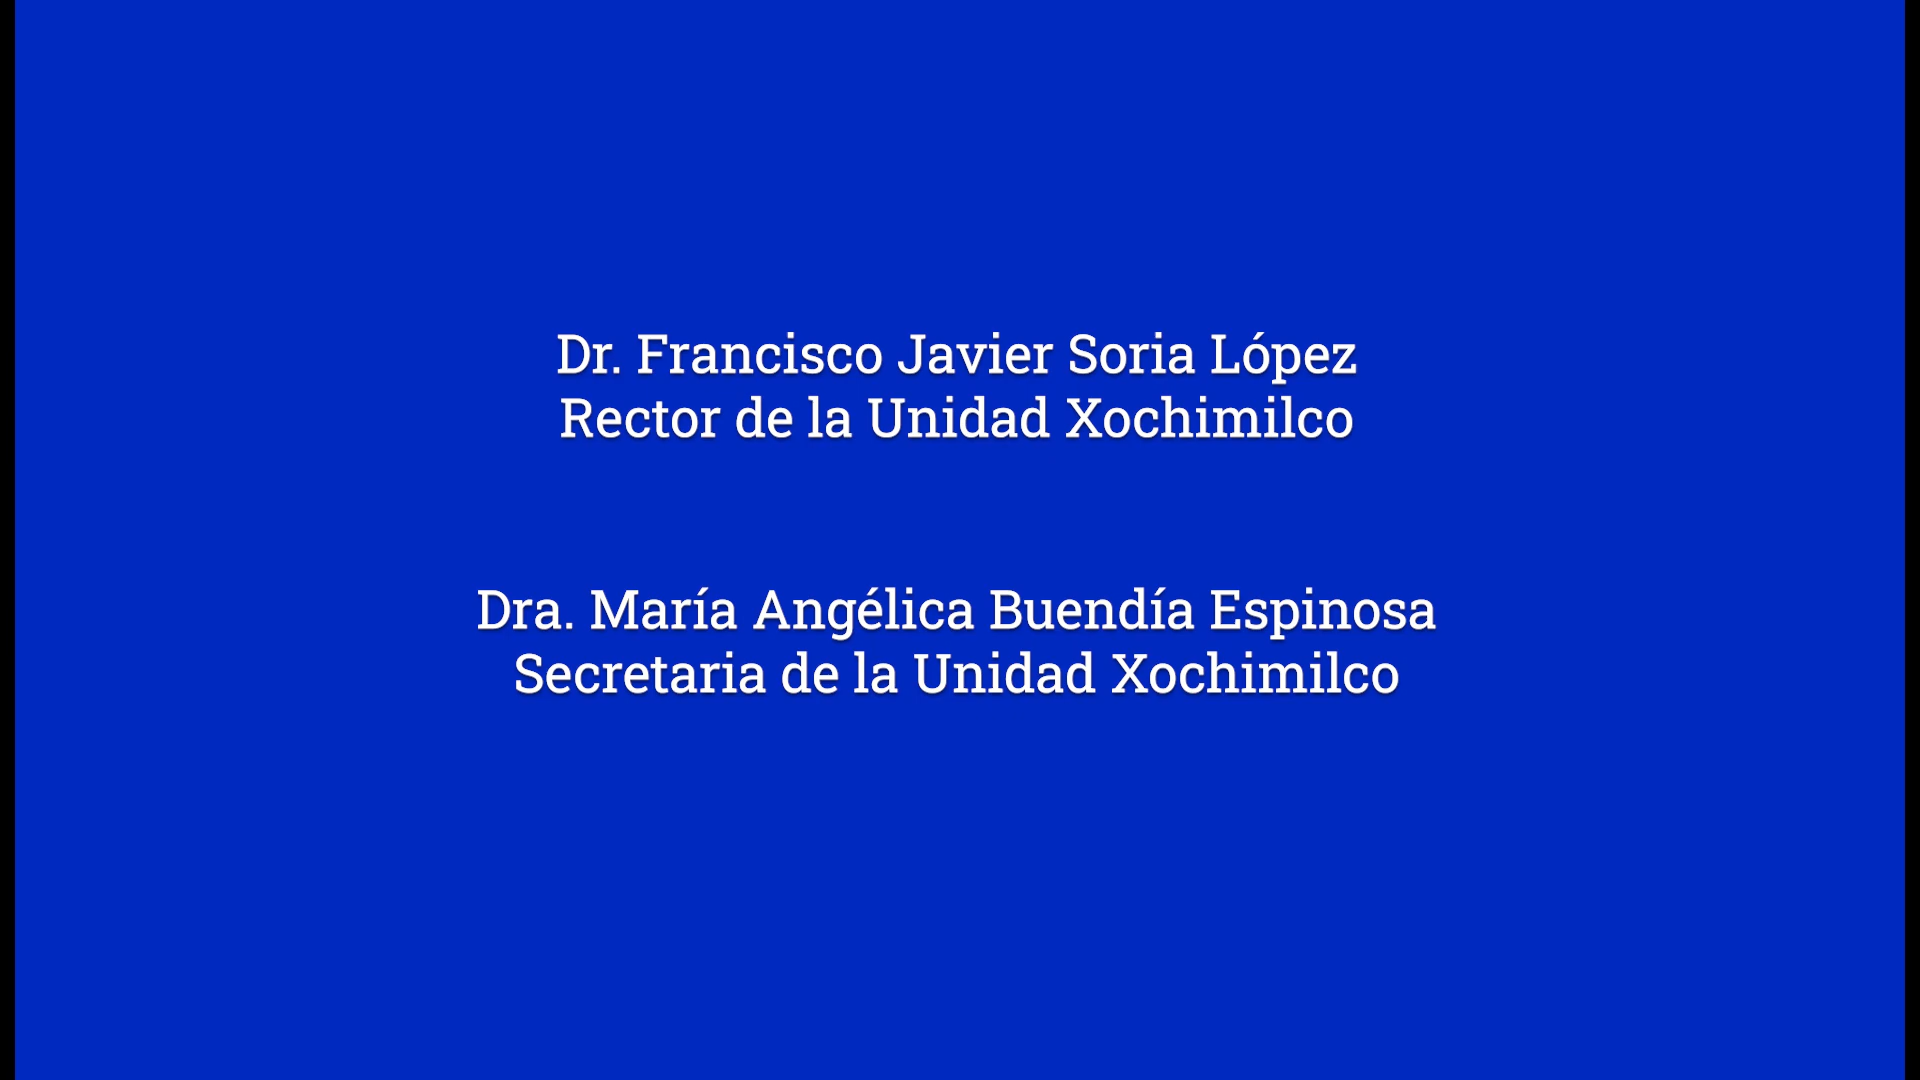 Dr. Francisco Javier Soria López
Rector de la Unidad Xochimilco
Dra. María Angélica Buendía Espinosa
Secretaria de la Unidad Xochimilco